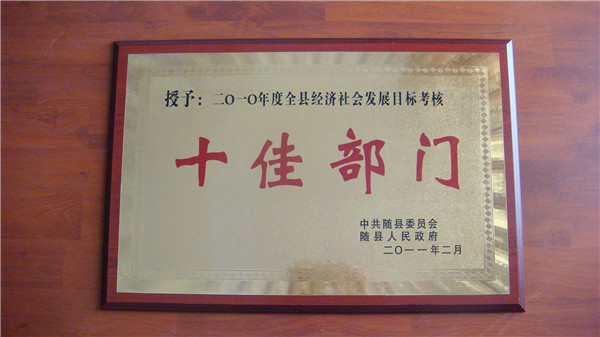 授予：二〇一〇年度全县经济社会发展目标考核
十佳部门
中共随县委员会
随县人民政府
二〇一一年二月